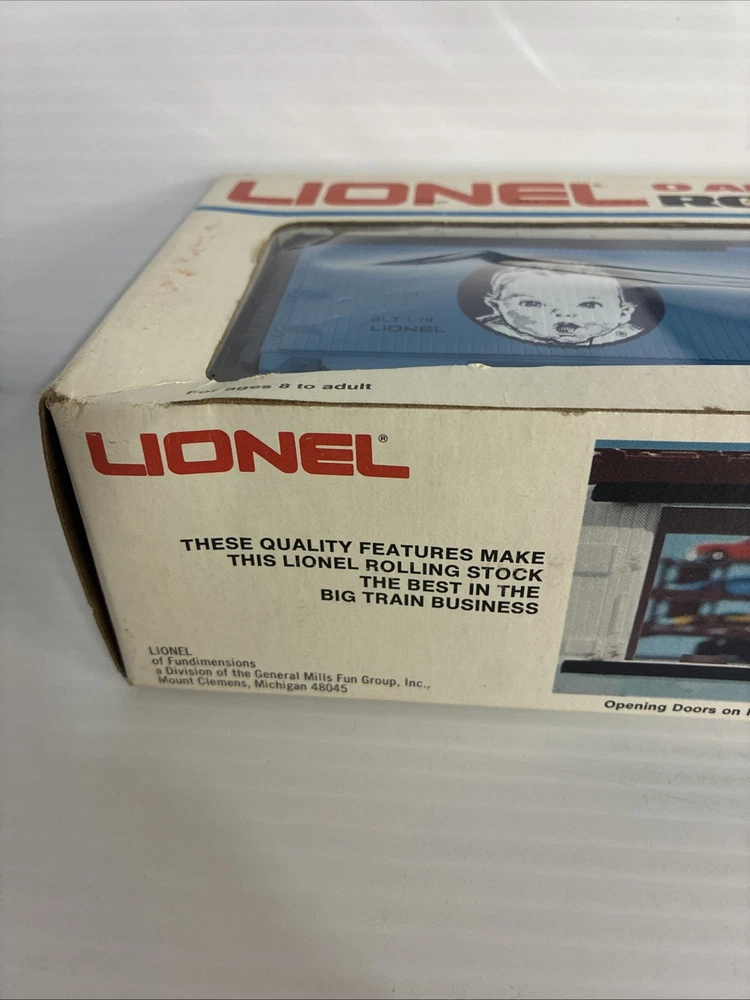 LIONEL
BLT 1-79
LIONEL
®
For ages 8 to adult
LIONEL®
THESE QUALITY FEATURES MAKE
THIS LIONEL ROLLING STOCK
THE BEST IN THE
BIG TRAIN BUSINESS
LIONEL
of Fundimensions
a Division of the General Mills Fun Group, Inc.,
Mount Clemens, Michigan 48045
Opening Doors on